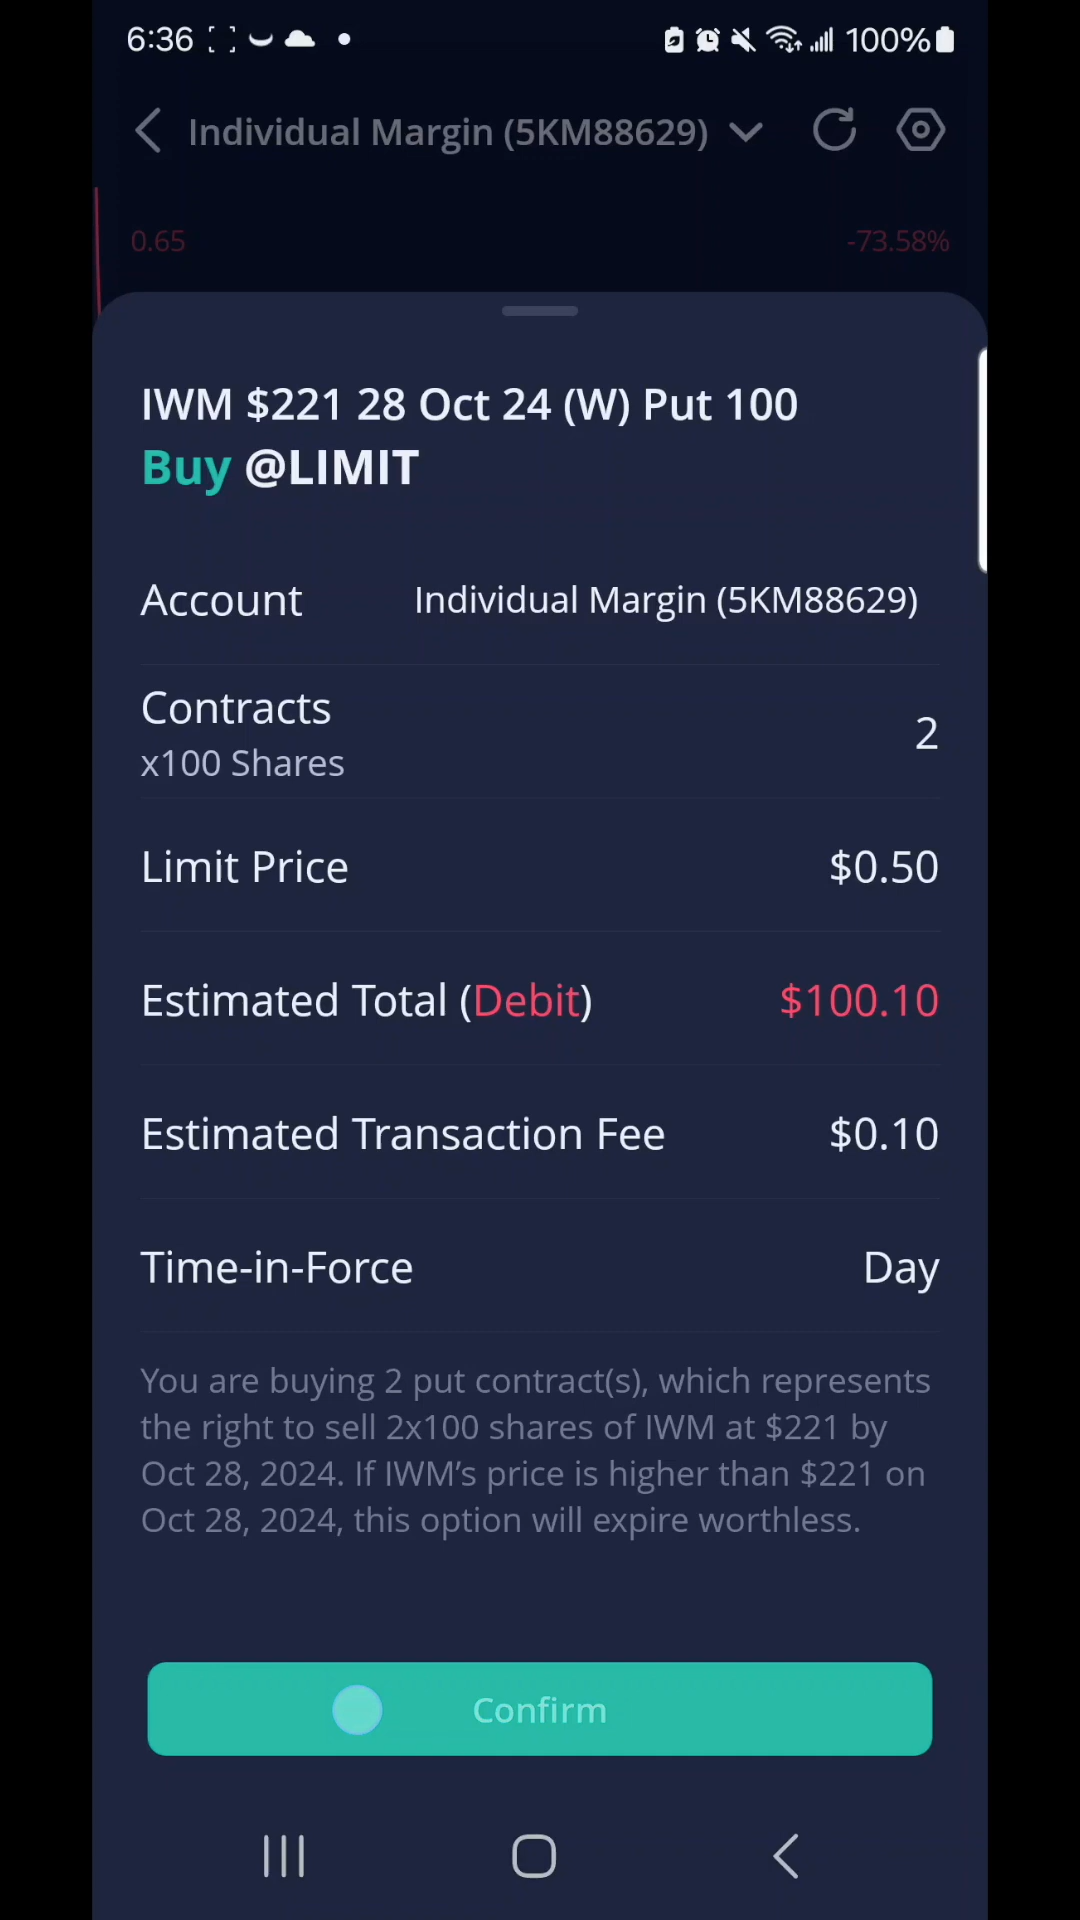 6:36 100%
Individual Margin (5KM88629)
0.65 -73.58%
IWM $221 28 Oct 24 (W) Put 100
Buy @LIMIT
Account Individual Margin (5KM88629)
Contracts
x100 Shares
2
Limit Price $0.50
Estimated Total (Debit) $100.10
Estimated Transaction Fee $0.10
Time-in-Force Day
You are buying 2 put contract(s), which represents
the right to sell 2x100 shares of IWM at $221 by
Oct 28, 2024. If IWM’s price is higher than $221 on
Oct 28, 2024, this option will expire worthless.
Confirm